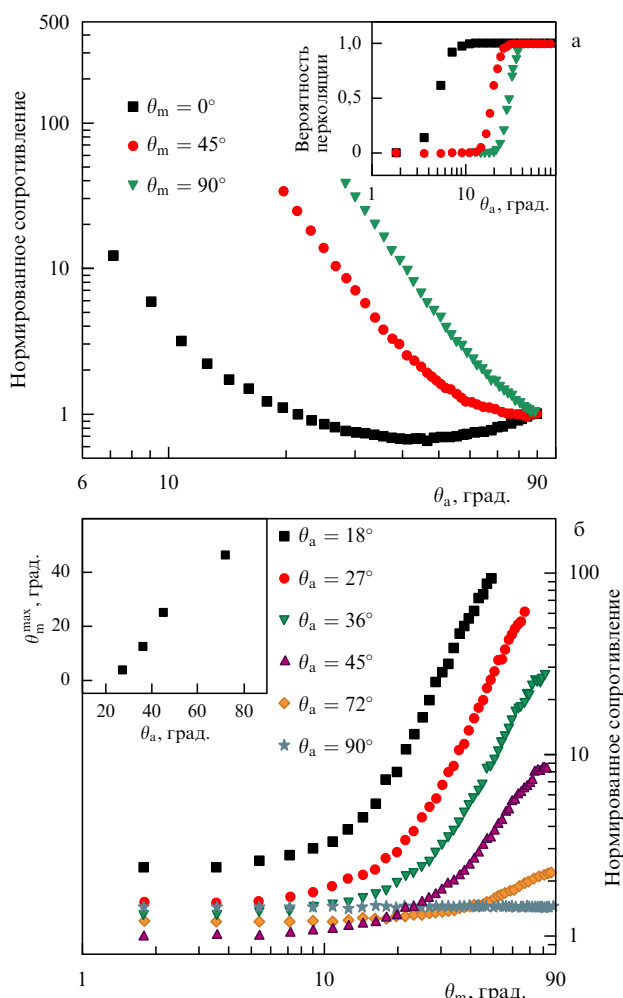 500
100
10
1
Нормированное сопротивление
6
10
90
θa, град.
θm = 0°
θm = 45°
θm = 90°
а
1,0
0,5
0
Вероятность
перколяции
1
10
θa, град.
б
40
20
0
θm^max, град.
20
40
60
80
θa, град.
θa = 18°
θa = 27°
θa = 36°
θa = 45°
θa = 72°
θa = 90°
100
10
1
Нормированное сопротивление
1
10
90
θm, град.